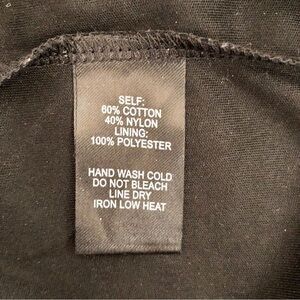 SELF:
60% COTTON
40% NYLON
LINING:
100% POLYESTER
HAND WASH COLD
DO NOT BLEACH
LINE DRY
IRON LOW HEAT